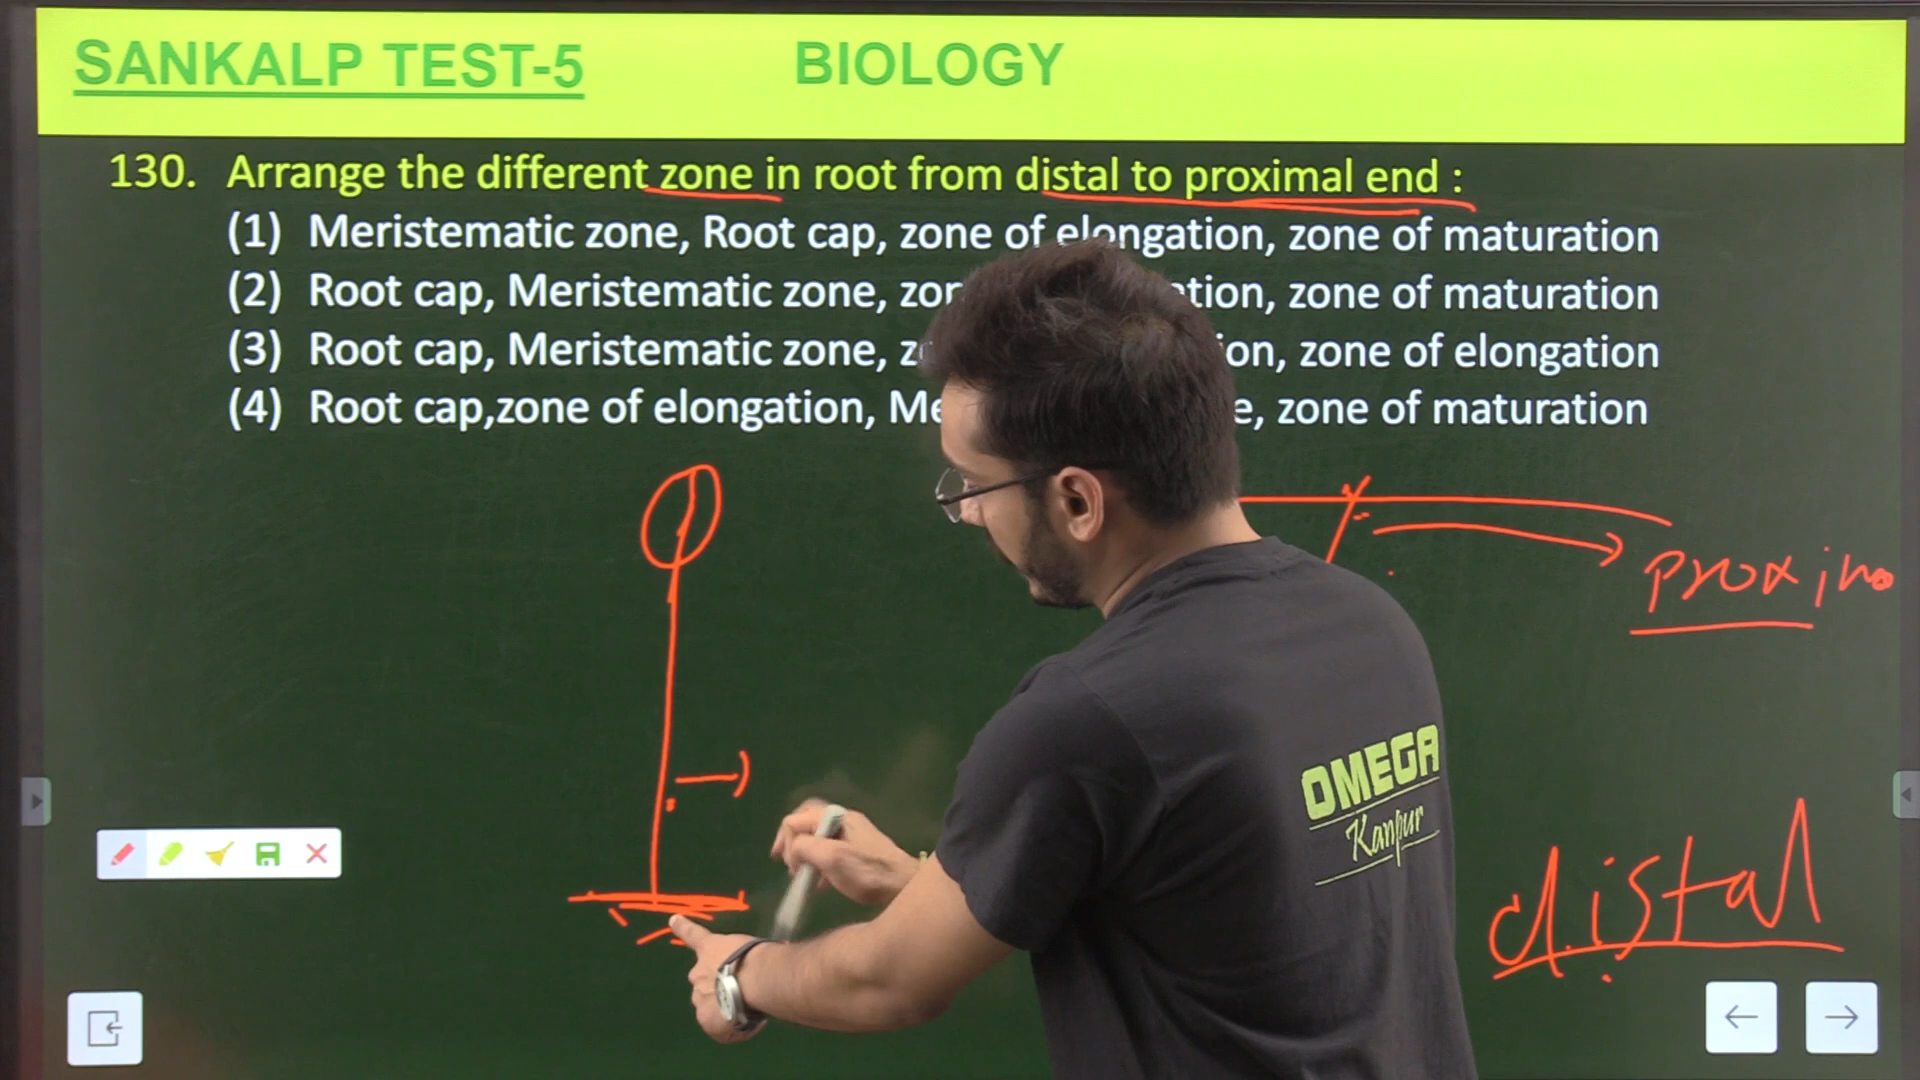 SANKALP TEST-5 BIOLOGY
130. Arrange the different zone in root from distal to proximal end :
(1) Meristematic zone, Root cap, zone of elongation, zone of maturation
(2) Root cap, Meristematic zone, tion, zone of maturation
(3) Root cap, Meristematic zone, ion, zone of elongation
(4) Root cap,zone of elongation, Me e, zone of maturation
proxima
OMEGA
Kanpur
distal